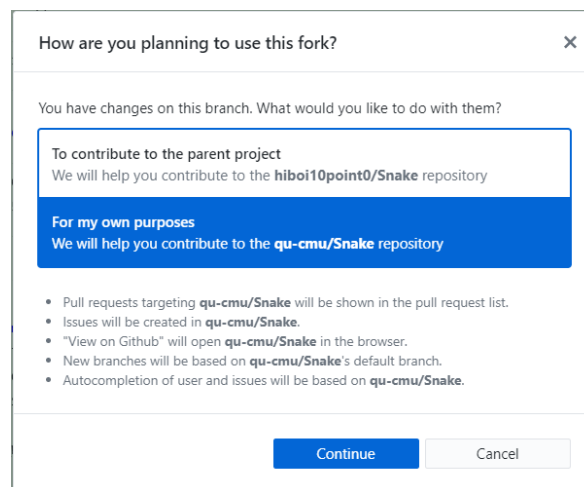 How are you planning to use this fork?
You have changes on this branch. What would you like to do with them?
To contribute to the parent project
We will help you contribute to the hiboi10point0/Snake repository
For my own purposes
We will help you contribute to the qu-cmu/Snake repository
• Pull requests targeting qu-cmu/Snake will be shown in the pull request list.
• Issues will be created in qu-cmu/Snake.
• "View on Github" will open qu-cmu/Snake in the browser.
• New branches will be based on qu-cmu/Snake's default branch.
• Autocompletion of user and issues will be based on qu-cmu/Snake.
Continue
Cancel